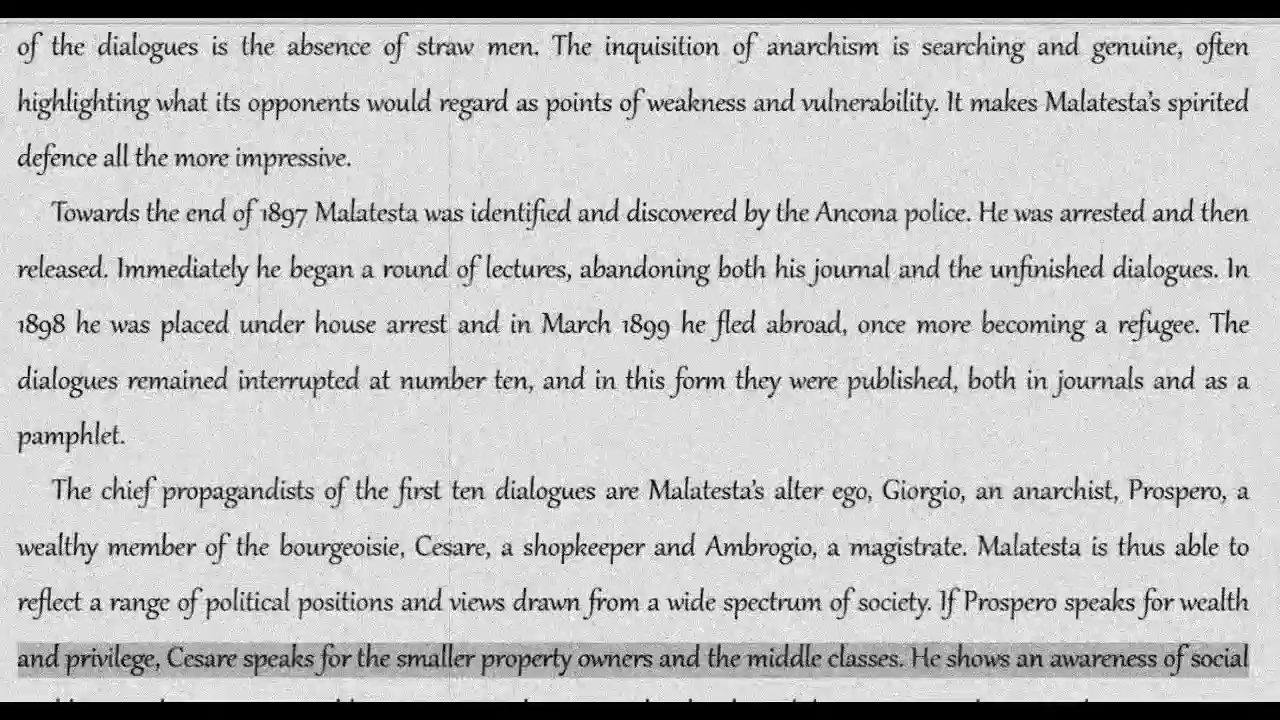 of the dialogues is the absence of straw men. The inquisition of anarchism is searching and genuine, often
highlighting what its opponents would regard as points of weakness and vulnerability. It makes Malatesta's spirited
defence all the more impressive.
Towards the end of 1897 Malatesta was identified and discovered by the Ancona police. He was arrested and then
released. Immediately he began a round of lectures, abandoning both his journal and the unfinished dialogues. In
1898 he was placed under house arrest and in March 1899 he fled abroad, once more becoming a refugee. The
dialogues remained interrupted at number ten, and in this form they were published, both in journals and as a
pamphlet.
The chief propagandists of the first ten dialogues are Malatesta's alter ego, Giorgio, an anarchist, Prospero, a
wealthy member of the bourgeoisie, Cesare, a shopkeeper and Ambrogio, a magistrate. Malatesta is thus able to
reflect a range of political positions and views drawn from a wide spectrum of society. If Prospero speaks for wealth
and privilege, Cesare speaks for the smaller property owners and the middle classes. He shows an awareness of social